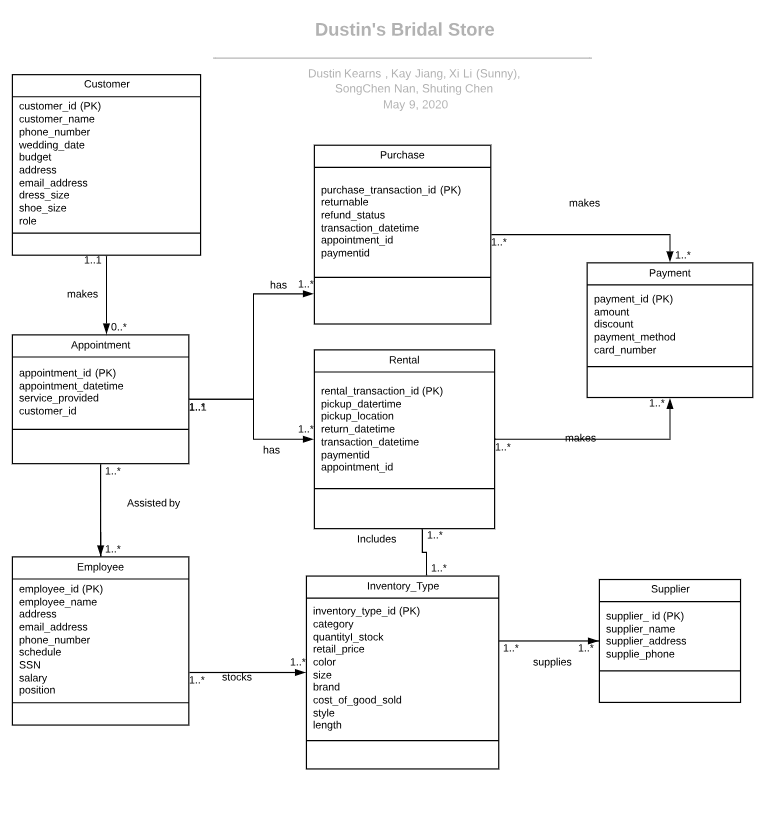 Dustin's Bridal Store
Dustin Kearns , Kay Jiang, Xi Li (Sunny),
SongChen Nan, Shuting Chen
May 9, 2020
Customer
customer_id (PK)
customer_name
phone_number
wedding_date
budget
address
email_address
dress_size
shoe_size
role
1..1
makes
0..*
Appointment
appointment_id (PK)
appointment_datetime
service_provided
customer_id
1..*
Assisted by
1..*
has
1..*
has
1..*
Purchase
purchase_transaction_id (PK)
returnable
refund_status
transaction_datetime
appointment_id
paymentid
1..*
makes
1..*
Payment
payment_id (PK)
amount
discount
payment_method
card_number
1..*
Rental
rental_transaction_id (PK)
pickup_datertime
pickup_location
return_datetime
transaction_datetime
paymentid
appointment_id
1..*
makes
Includes
1..*
1..*
Employee
employee_id (PK)
employee_name
address
email_address
phone_number
schedule
SSN
salary
position
1..*
stocks
1..*
Inventory_Type
inventory_type_id (PK)
category
quantityI_stock
retail_price
color
size
brand
cost_of_good_sold
style
length
1..*
supplies
1..*
Supplier
supplier_ id (PK)
supplier_name
supplier_address
supplie_phone